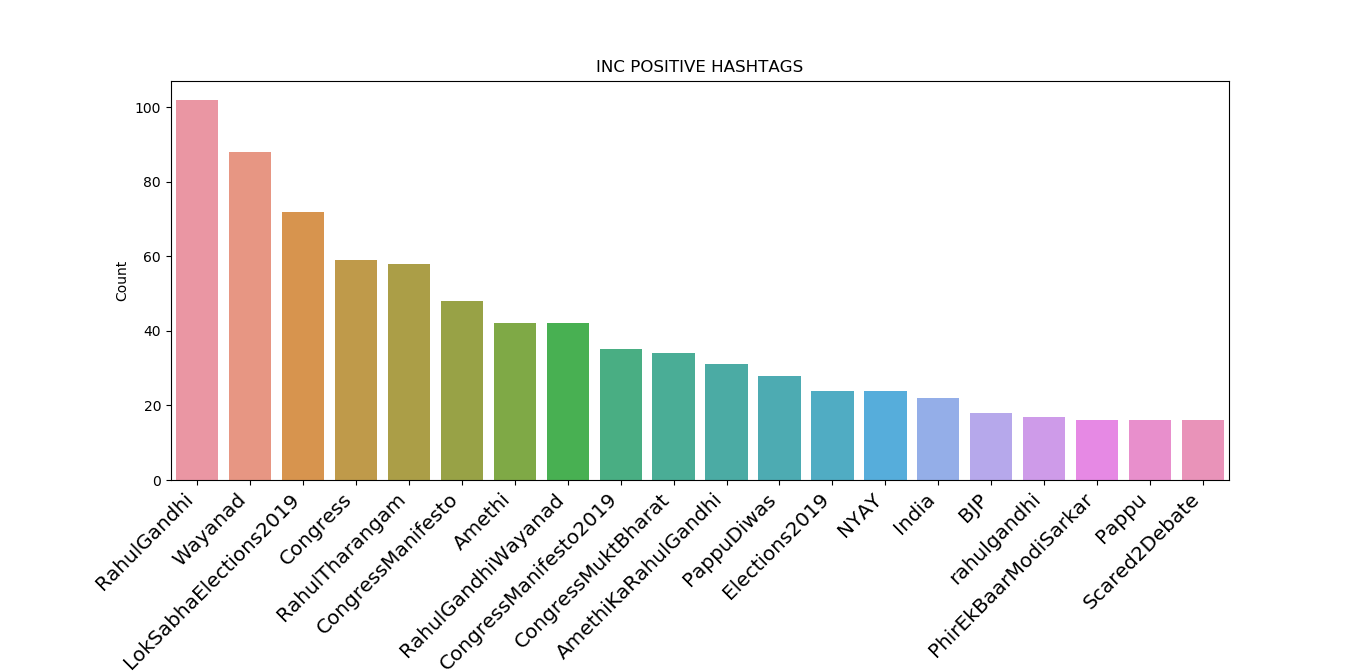 INC POSITIVE HASHTAGS
Count
100
80
60
40
20
0
RahulGandhi
Wayanad
LokSabhaElections2019
Congress
RahulTharangam
CongressManifesto
Amethi
RahulGandhiWayanad
CongressManifesto2019
CongressMuktBharat
AmethiKaRahulGandhi
PappuDiwas
Elections2019
NYAY
India
BJP
rahulgandhi
PhirEkBaarModiSarkar
Pappu
Scared2Debate